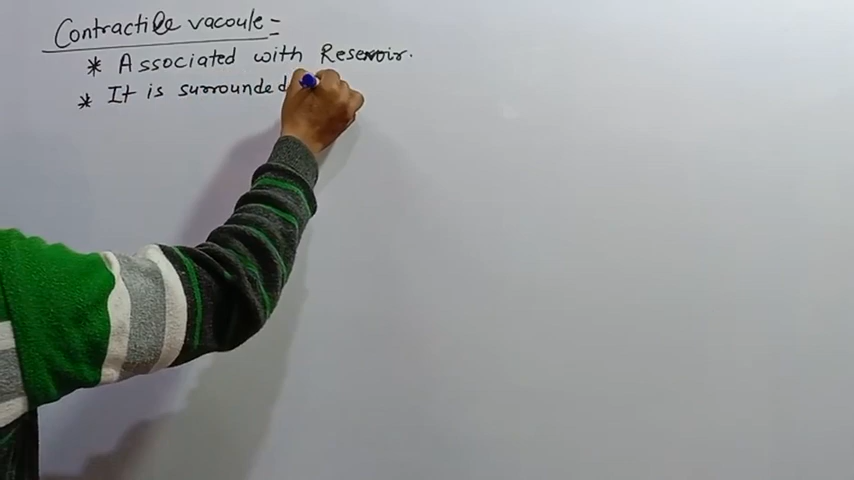 Contractile vacoule =
* Associated with Reservoir.
* It is surrounded